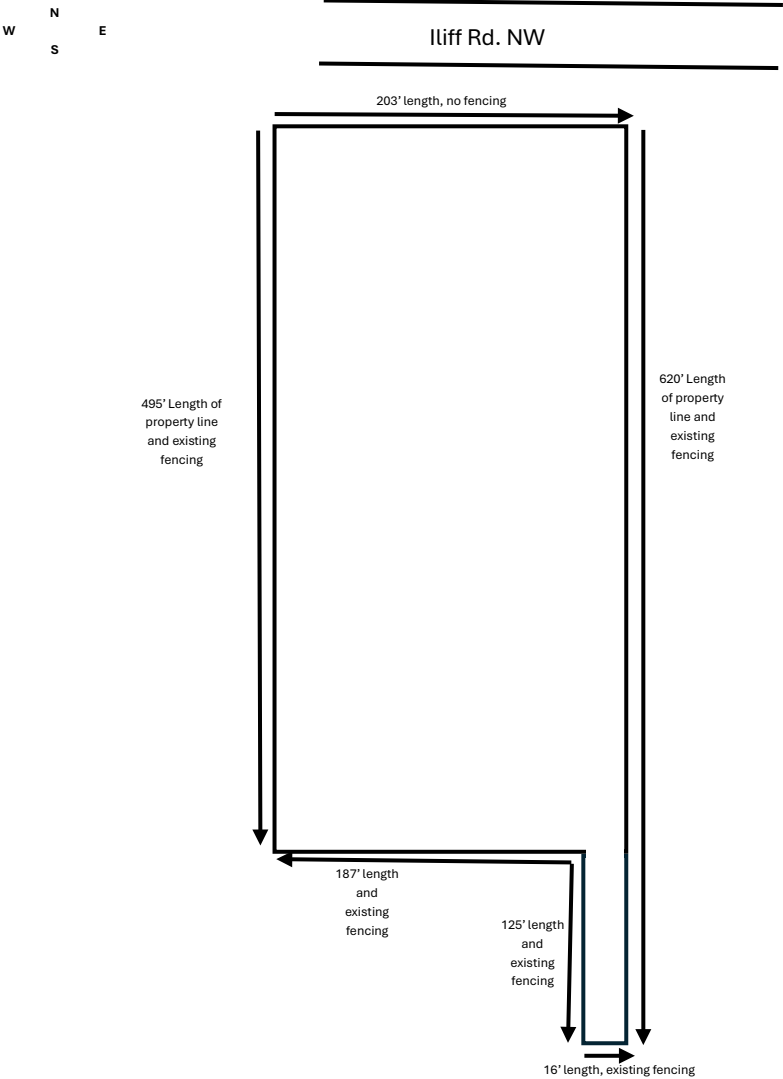 N
W
E
S
Iliff Rd. NW
203’ length, no fencing
620’ Length
of property
line and
existing
fencing
495’ Length of
property line
and existing
fencing
187’ length
and
existing
fencing
125’ length
and
existing
fencing
16’ length, existing fencing